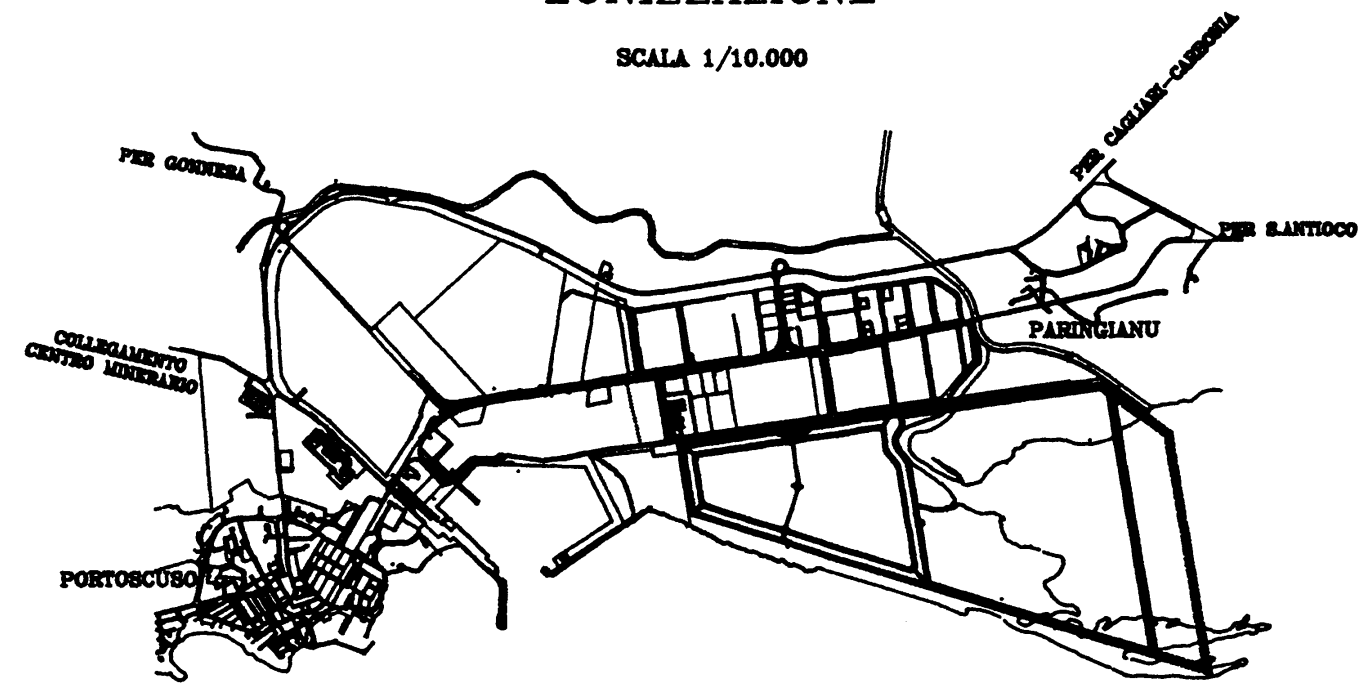 SCALA 1/10.000
PER CAGLIARI-CARBONIA
PER GONNESA
PER S.ANTIOCO
COLLEGAMENTO
CENTRO MINERARIO
PARINGIANU
PORTOSCUSO